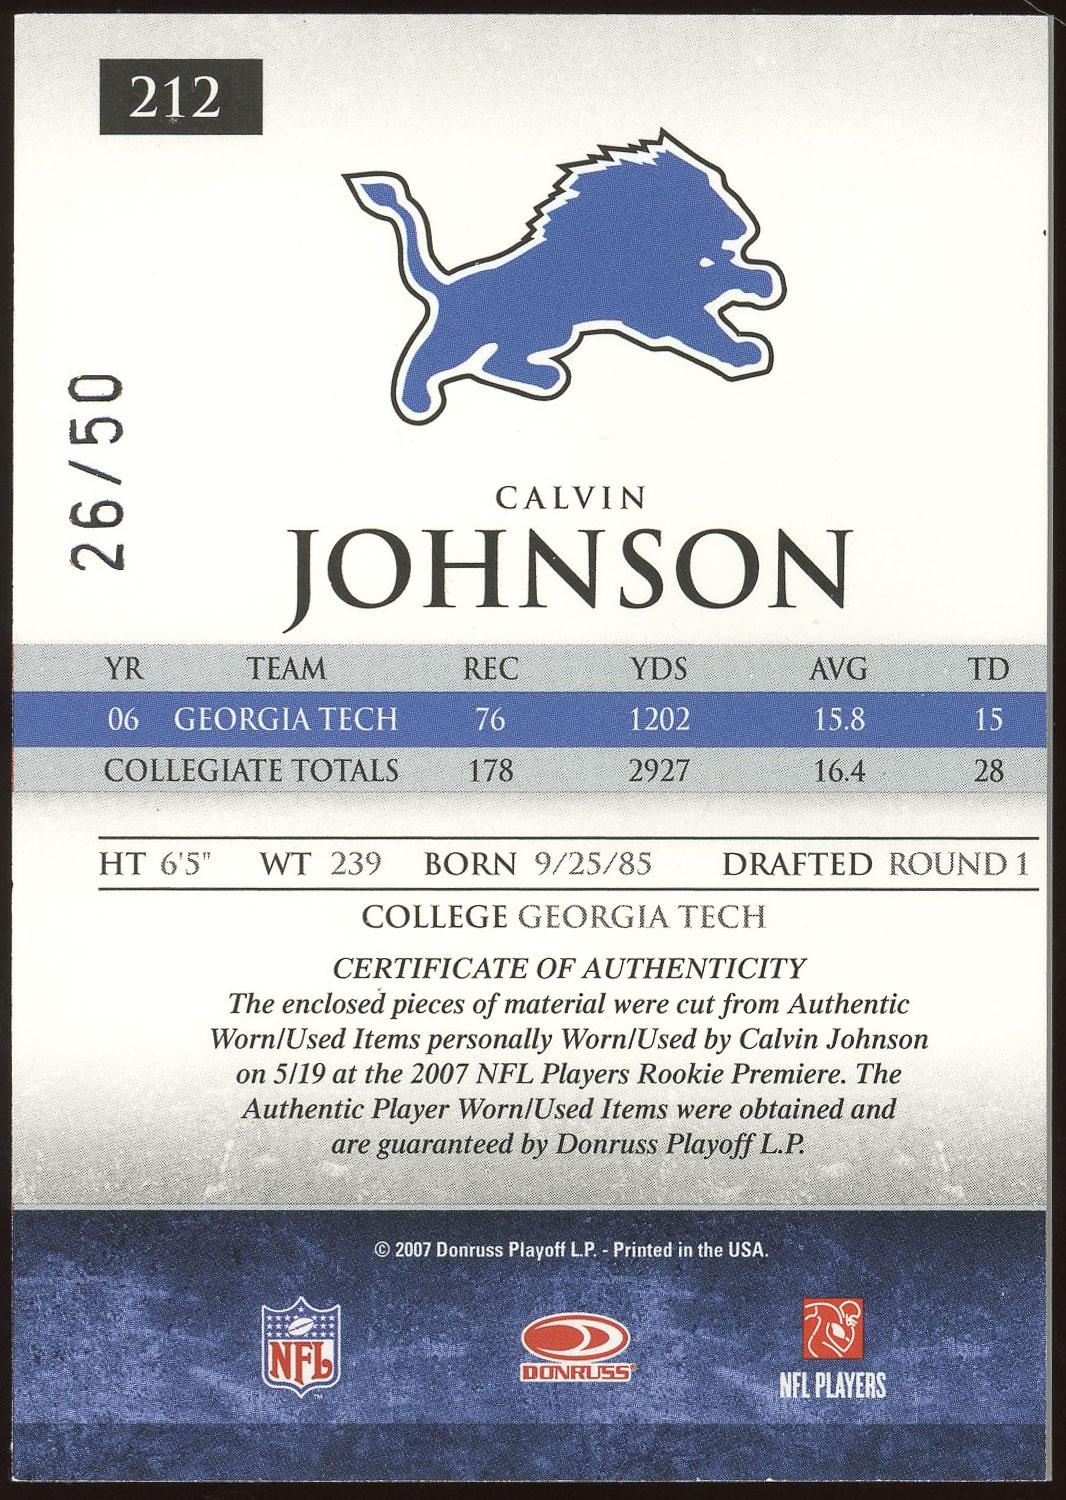 212
26/50
CALVIN
JOHNSON
YR TEAM REC YDS AVG TD
06 GEORGIA TECH 76 1202 15.8 15
COLLEGIATE TOTALS 178 2927 16.4 28
HT 6'5" WT 239 BORN 9/25/85 DRAFTED ROUND 1
COLLEGE GEORGIA TECH
CERTIFICATE OF AUTHENTICITY
The enclosed pieces of material were cut from Authentic
Worn/Used Items personally Worn/Used by Calvin Johnson
on 5/19 at the 2007 NFL Players Rookie Premiere. The
Authentic Player Worn/Used Items were obtained and
are guaranteed by Donruss Playoff L.P.
© 2007 Donruss Playoff L.P. - Printed in the USA.
NFL ™
DONRUSS®
NFL PLAYERS